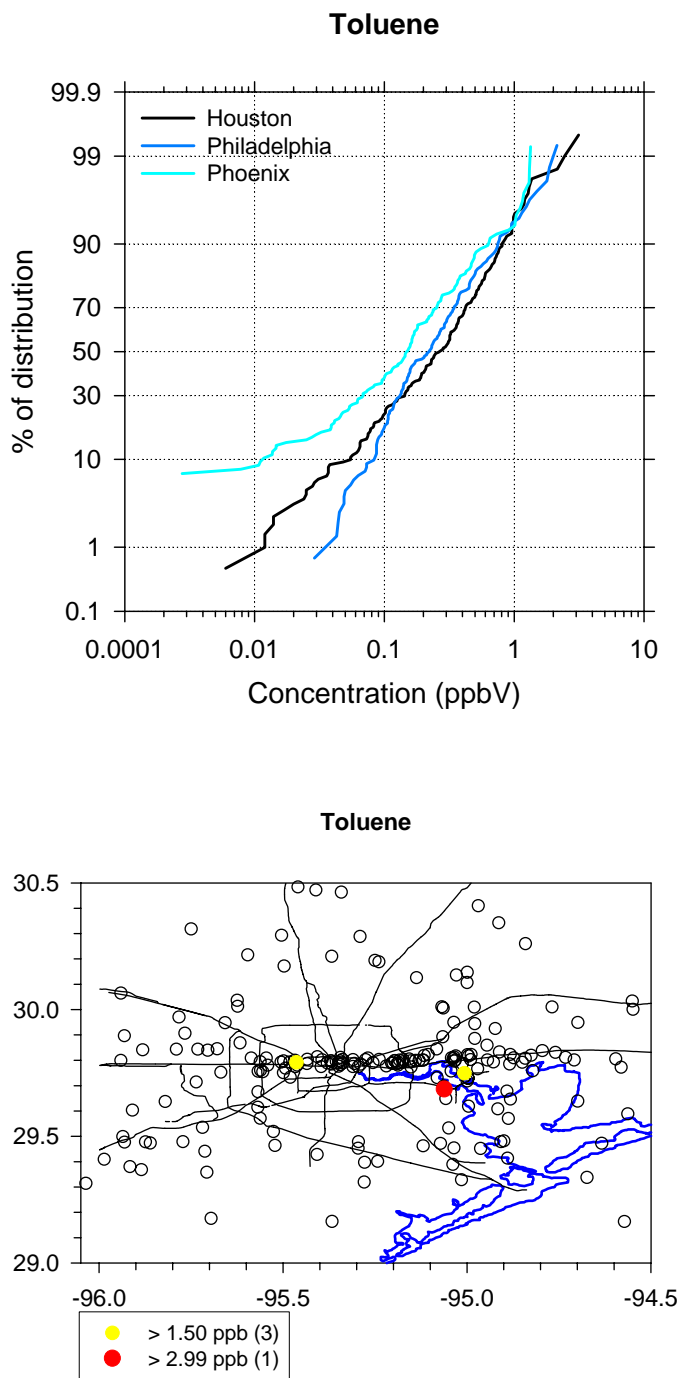 Toluene
99.9
Houston
Philadelphia
Phoenix
99
90
70
50
30
10
1
0.1
% of distribution
0.0001
0.01
0.1
1
10
Concentration (ppbV)
Toluene
30.5
30.0
29.5
29.0
-96.0
-95.5
-95.0
-94.5
> 1.50 ppb (3)
> 2.99 ppb (1)